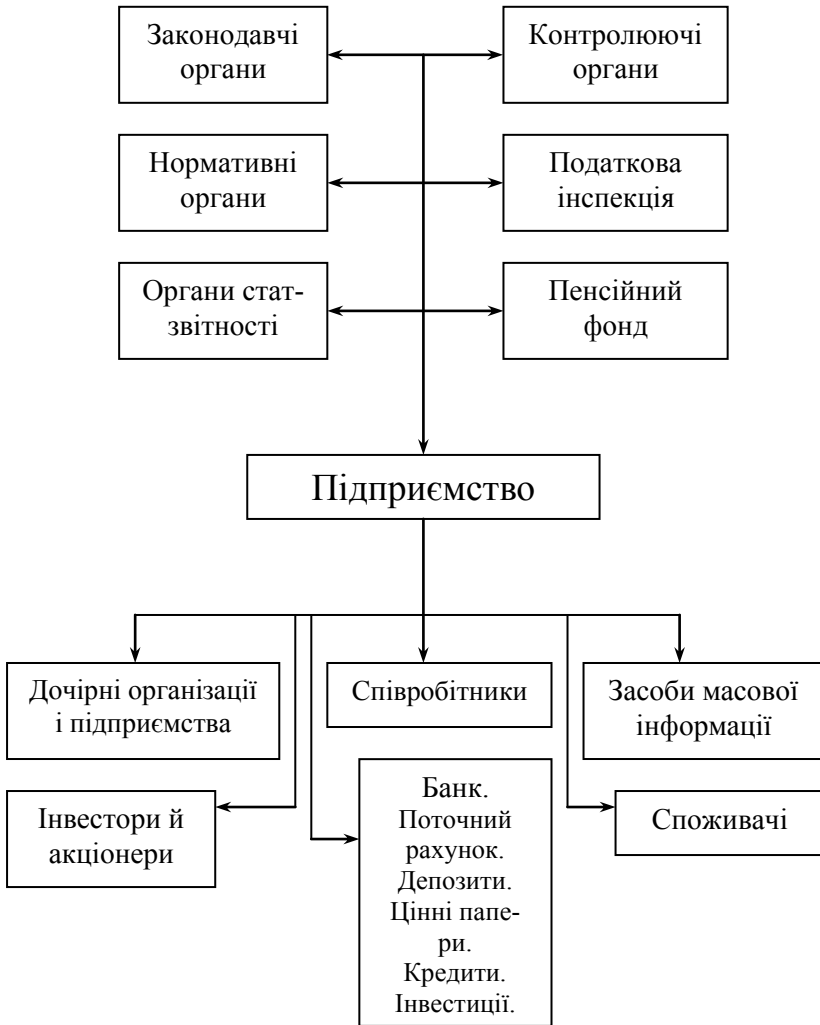 Законодавчі
органи
Контролюючі
органи
Нормативні
органи
Податкова
інспекція
Органи стат-
звітності
Пенсійний
фонд
Підприємство
Дочірні організації
і підприємства
Співробітники
Засоби масової
інформації
Інвестори й
акціонери
Банк.
Поточний
рахунок.
Депозити.
Цінні папе-
ри.
Кредити.
Інвестиції.
Споживачі